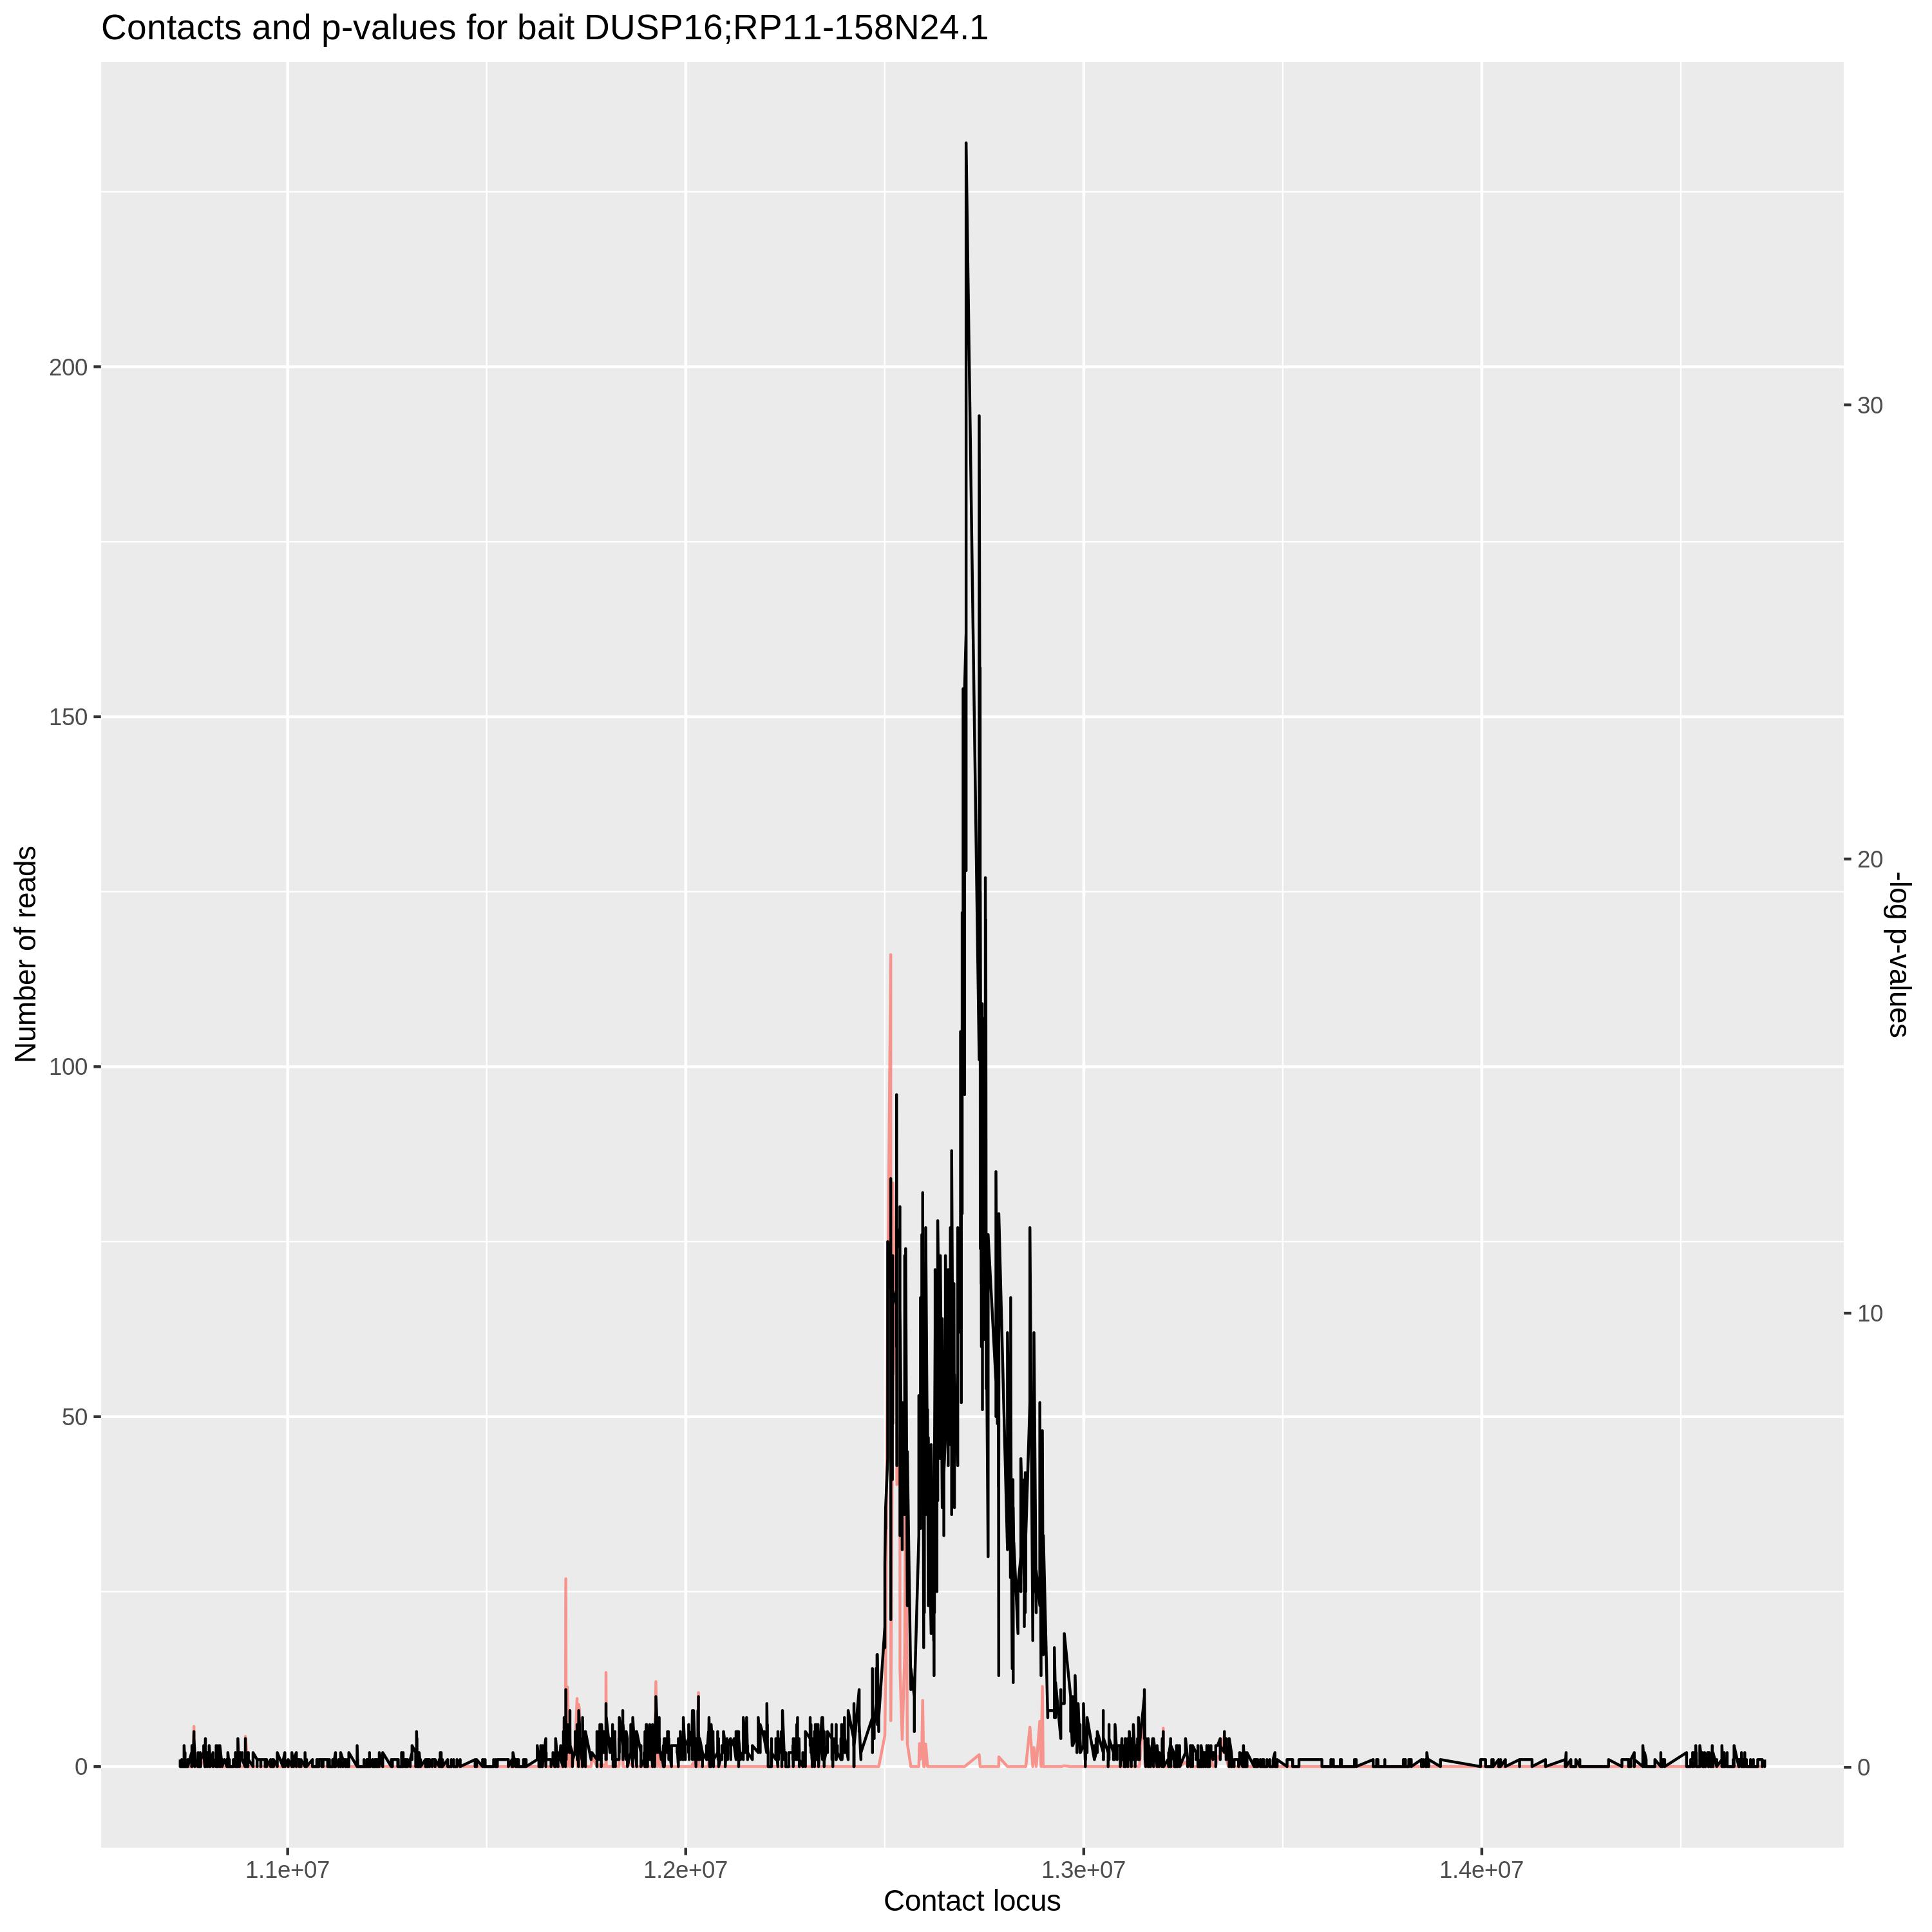 Contacts and p-values for bait DUSP16;RP11-158N24.1
200
150
100
50
0
Number of reads
30
20
10
0
-log p-values
1.1e+07
1.2e+07
1.3e+07
1.4e+07
Contact locus